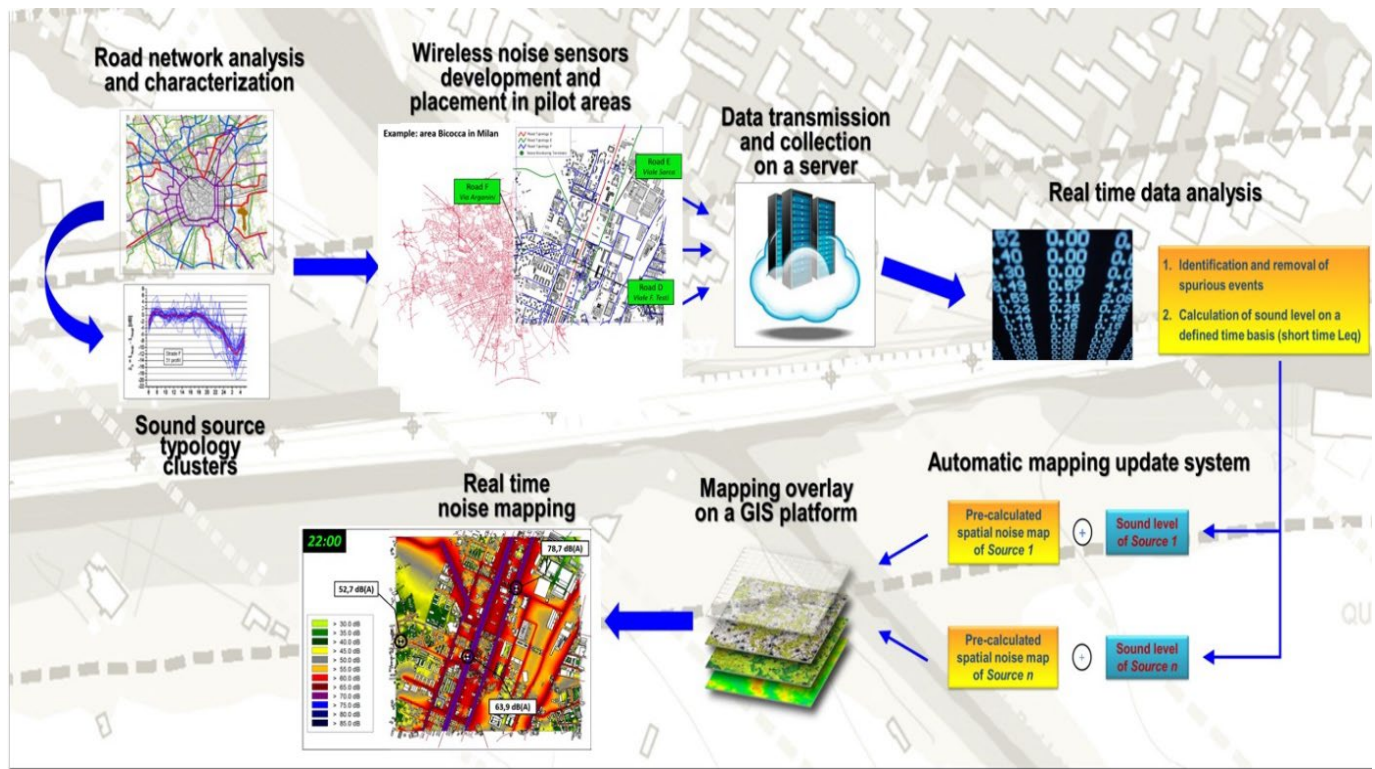 Road network analysis
and characterization
Wireless noise sensors
development and
placement in pilot areas
Example: area Bicocca in Milan
Road E
Viale Sarca
Road F
Via Argonne
Road D
Viale F. Testi
Data transmission
and collection
on a server
Real time data analysis
1. Identification and removal of
spurious events
2. Calculation of sound level on a
defined time basis (short time Leq)
Sound source
typology
clusters
Automatic mapping update system
Pre-calculated
spatial noise map
of Source 1
+
Sound level
of Source 1
Pre-calculated
spatial noise map
of Source n
+
Sound level
of Source n
Mapping overlay
on a GIS platform
Real time
noise mapping
22:00
78,7 dB(A)
52,7 dB(A)
63,9 dB(A)
> 30.0 dB
> 35.0 dB
> 40.0 dB
> 45.0 dB
> 50.0 dB
> 55.0 dB
> 60.0 dB
> 65.0 dB
> 70.0 dB
> 75.0 dB
> 80.0 dB
> 85.0 dB
QU